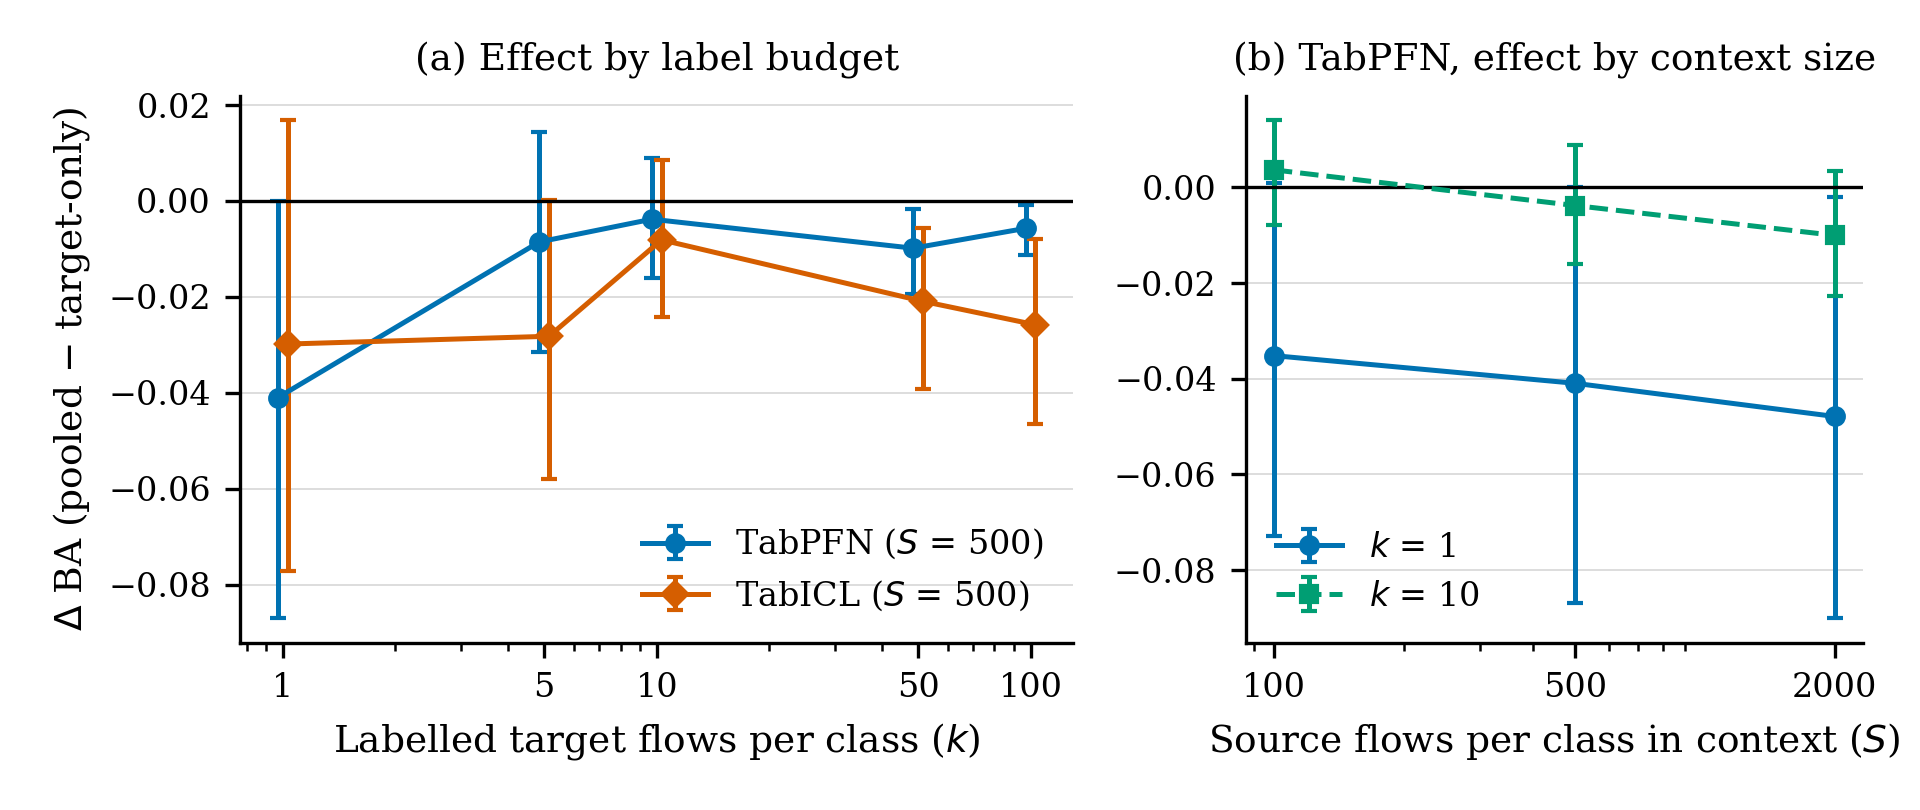 (a) Effect by label budget
Δ BA (pooled − target-only)
0.02
0.00
−0.02
−0.04
−0.06
−0.08
TabPFN (S = 500)
TabICL (S = 500)
1 5 10 50 100
Labelled target flows per class (k)
(b) TabPFN, effect by context size
0.00
−0.02
−0.04
−0.06
−0.08
k = 1
k = 10
100 500 2000
Source flows per class in context (S)